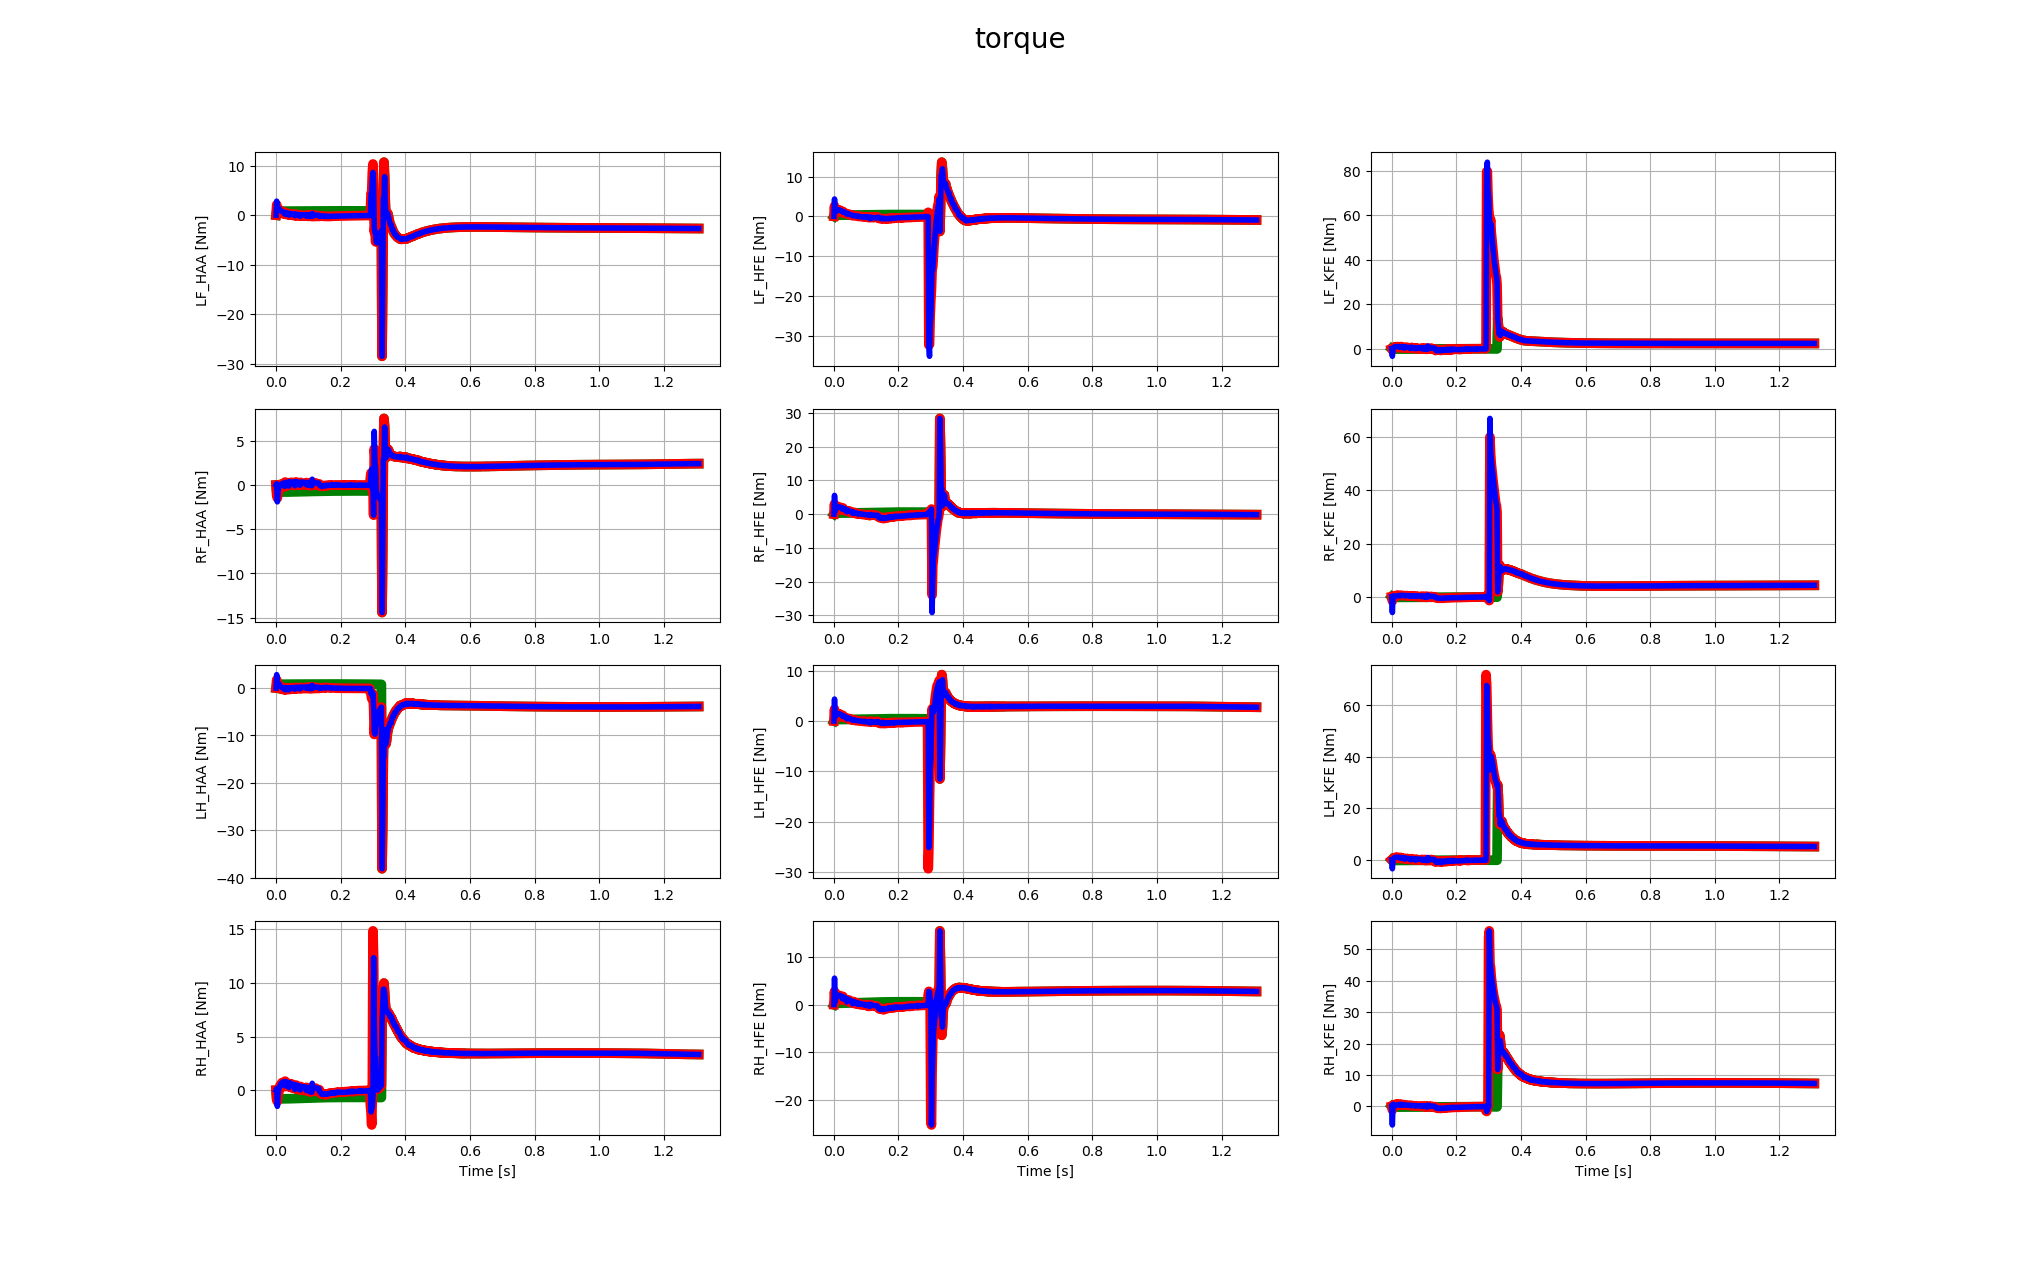 torque
LF_HAA [Nm]
10
0
−10
−20
−30
0.0 0.2 0.4 0.6 0.8 1.0 1.2
LF_HFE [Nm]
10
0
−10
−20
−30
0.0 0.2 0.4 0.6 0.8 1.0 1.2
LF_KFE [Nm]
80
60
40
20
0
0.0 0.2 0.4 0.6 0.8 1.0 1.2
RF_HAA [Nm]
5
0
−5
−10
−15
0.0 0.2 0.4 0.6 0.8 1.0 1.2
RF_HFE [Nm]
30
20
10
0
−10
−20
−30
0.0 0.2 0.4 0.6 0.8 1.0 1.2
RF_KFE [Nm]
60
40
20
0
0.0 0.2 0.4 0.6 0.8 1.0 1.2
LH_HAA [Nm]
0
−10
−20
−30
−40
0.0 0.2 0.4 0.6 0.8 1.0 1.2
LH_HFE [Nm]
10
0
−10
−20
−30
0.0 0.2 0.4 0.6 0.8 1.0 1.2
LH_KFE [Nm]
60
40
20
0
0.0 0.2 0.4 0.6 0.8 1.0 1.2
RH_HAA [Nm]
15
10
5
0
0.0 0.2 0.4 0.6 0.8 1.0 1.2
Time [s]
RH_HFE [Nm]
10
0
−10
−20
0.0 0.2 0.4 0.6 0.8 1.0 1.2
Time [s]
RH_KFE [Nm]
50
40
30
20
10
0
0.0 0.2 0.4 0.6 0.8 1.0 1.2
Time [s]